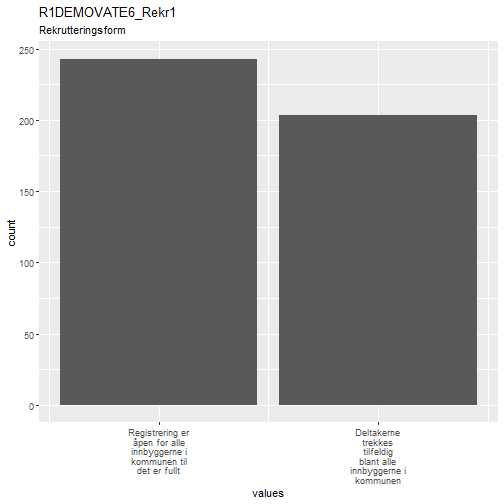 R1DEMOVATE6_Rekr1
Rekrutteringsform
250
200
150
100
50
0
count
Registrering er
åpen for alle
innbyggerne i
kommunen til
det er fullt
Deltakerne
trekkes
tilfeldig
blant alle
innbyggerne i
kommunen
values